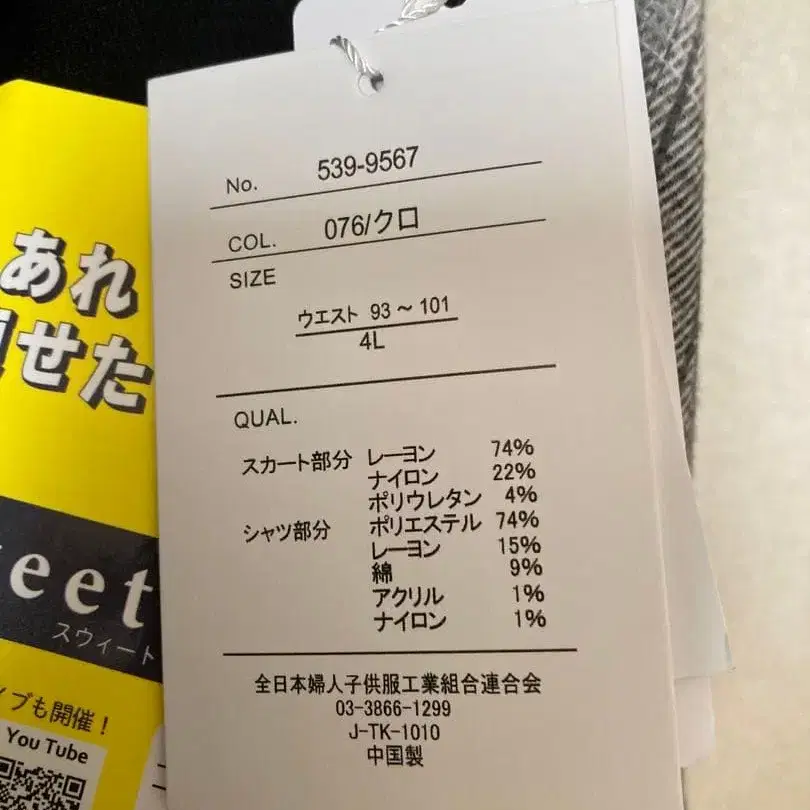 No. 539-9567
COL. 076/クロ
SIZE
ウエスト 93～101
4L
QUAL.
スカート部分 レーヨン 74%
ナイロン 22%
ポリウレタン 4%
シャツ部分 ポリエステル 74%
レーヨン 15%
綿 9%
アクリル 1%
ナイロン 1%
全日本婦人子供服工業組合連合会
03-3866-1299
J-TK-1010
中国製
あれ
せた
eet
スウィート
イブも開催！
You Tube